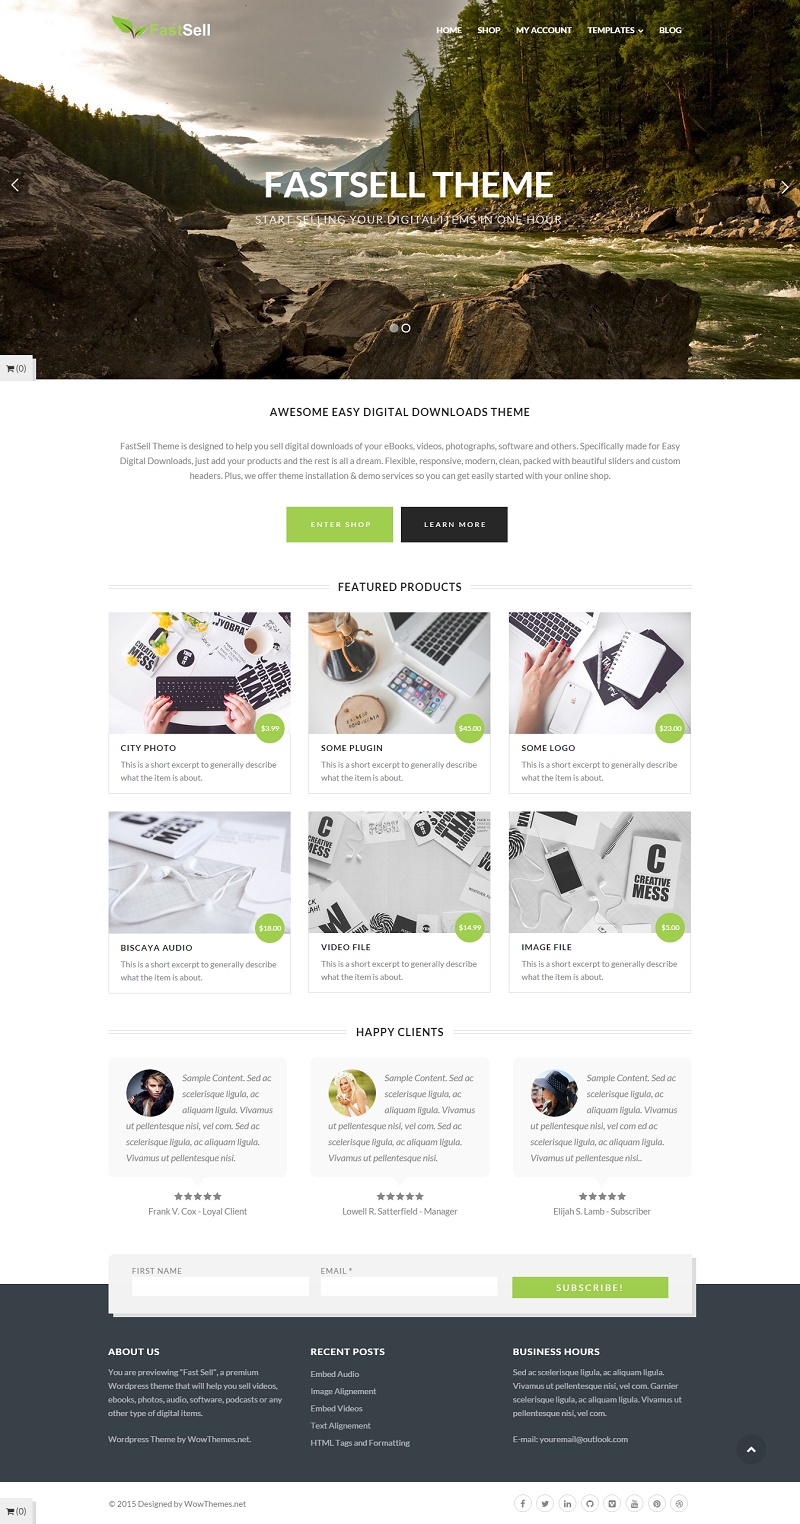 FastSell
HOME SHOP MY ACCOUNT TEMPLATES BLOG
FASTSELL THEME
START SELLING YOUR DIGITAL ITEMS IN ONE HOUR
(0)
AWESOME EASY DIGITAL DOWNLOADS THEME
FastSell Theme is designed to help you sell digital downloads of your eBooks, videos, photographs, software and others. Specifically made for Easy
Digital Downloads, just add your products and the rest is all a dream. Flexible, responsive, modern, clean, packed with beautiful sliders and custom
headers. Plus, we offer theme installation & demo services so you can get easily started with your online shop.
ENTER SHOP
LEARN MORE
FEATURED PRODUCTS
CREATIVE
MESS
$3.99
CITY PHOTO
This is a short excerpt to generally describe
what the item is about.
$45.00
SOME PLUGIN
This is a short excerpt to generally describe
what the item is about.
$23.00
SOME LOGO
This is a short excerpt to generally describe
what the item is about.
CREATIVE
MESS
$18.00
BISCAYA AUDIO
This is a short excerpt to generally describe
what the item is about.
C
CREATIVE
MESS
$14.99
VIDEO FILE
This is a short excerpt to generally describe
what the item is about.
C
CREATIVE
MESS
$5.00
IMAGE FILE
This is a short excerpt to generally describe
what the item is about.
HAPPY CLIENTS
Sample Content. Sed ac
scelerisque ligula, ac
aliquam ligula. Vivamus
ut pellentesque nisi, vel com. Sed ac
scelerisque ligula, ac aliquam ligula.
Vivamus ut pellentesque nisi.
Frank V. Cox - Loyal Client
Sample Content. Sed ac
scelerisque ligula, ac
aliquam ligula. Vivamus
ut pellentesque nisi, vel com. Sed ac
scelerisque ligula, ac aliquam ligula.
Vivamus ut pellentesque nisi.
Lowell R. Satterfield - Manager
Sample Content. Sed ac
scelerisque ligula, ac
aliquam ligula. Vivamus
ut pellentesque nisi, vel com ed ac
scelerisque ligula, ac aliquam ligula.
Vivamus ut pellentesque nisi..
Elijah S. Lamb - Subscriber
FIRST NAME
EMAIL *
SUBSCRIBE!
ABOUT US
You are previewing "Fast Sell", a premium
Wordpress theme that will help you sell videos,
ebooks, photos, audio, software, podcasts or any
other type of digital items.
Wordpress Theme by WowThemes.net.
RECENT POSTS
Embed Audio
Image Alignement
Embed Videos
Text Alignement
HTML Tags and Formatting
BUSINESS HOURS
Sed ac scelerisque ligula, ac aliquam ligula.
Vivamus ut pellentesque nisi, vel com. Garnier
scelerisque ligula, ac aliquam ligula. Vivamus ut
pellentesque nisi, vel com.
E-mail: youremail@outlook.com
© 2015 Designed by WowThemes.net
(0)